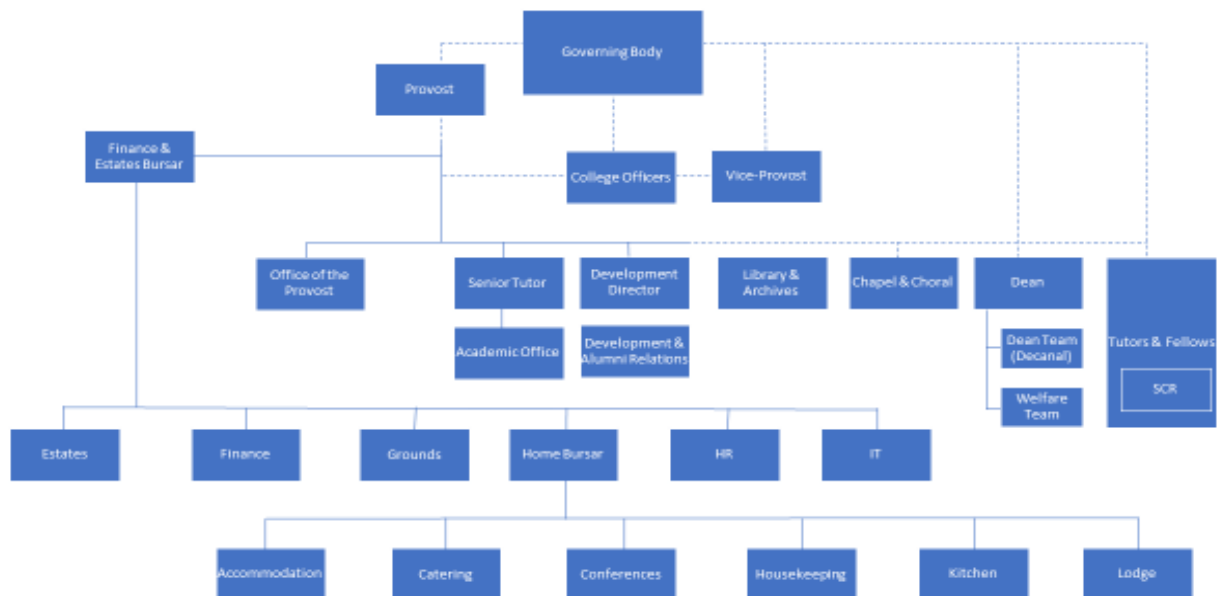 Governing Body
Provost
Finance &
Estates Bursar
College Officers
Vice-Provost
Office of the
Provost
Senior Tutor
Development
Director
Library &
Archives
Chapel & Choral
Dean
Academic Office
Development &
Alumni Relations
Dean Team
(Decanal)
Tutors & Fellows
SCR
Welfare
Team
Estates
Finance
Grounds
Home Bursar
HR
IT
Accommodation
Catering
Conferences
Housekeeping
Kitchen
Lodge